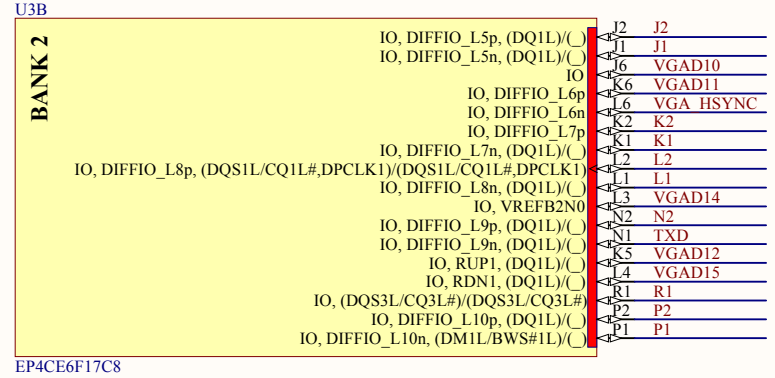 U3B
BANK 2
IO, DIFFIO_L5p, (DQ1L)/(_) J2 J2
IO, DIFFIO_L5n, (DQ1L)/(_) J1 J1
IO J6 VGAD10
IO, DIFFIO_L6p K6 VGAD11
IO, DIFFIO_L6n L6 VGA_HSYNC
IO, DIFFIO_L7p K2 K2
IO, DIFFIO_L7n, (DQ1L)/(_) K1 K1
IO, DIFFIO_L8p, (DQS1L/CQ1L#,DPCLK1)/(DQS1L/CQ1L#,DPCLK1) L2 L2
IO, DIFFIO_L8n, (DQ1L)/(_) L1 L1
IO, VREFB2N0 L3 VGAD14
IO, DIFFIO_L9p, (DQ1L)/(_) N2 N2
IO, DIFFIO_L9n, (DQ1L)/(_) N1 TXD
IO, RUP1, (DQ1L)/(_) K5 VGAD12
IO, RDN1, (DQ1L)/(_) L4 VGAD15
IO, (DQS3L/CQ3L#)/(DQS3L/CQ3L#) R1 R1
IO, DIFFIO_L10p, (DQ1L)/(_) P2 P2
IO, DIFFIO_L10n, (DM1L/BWS#1L)/(_) P1 P1
EP4CE6F17C8